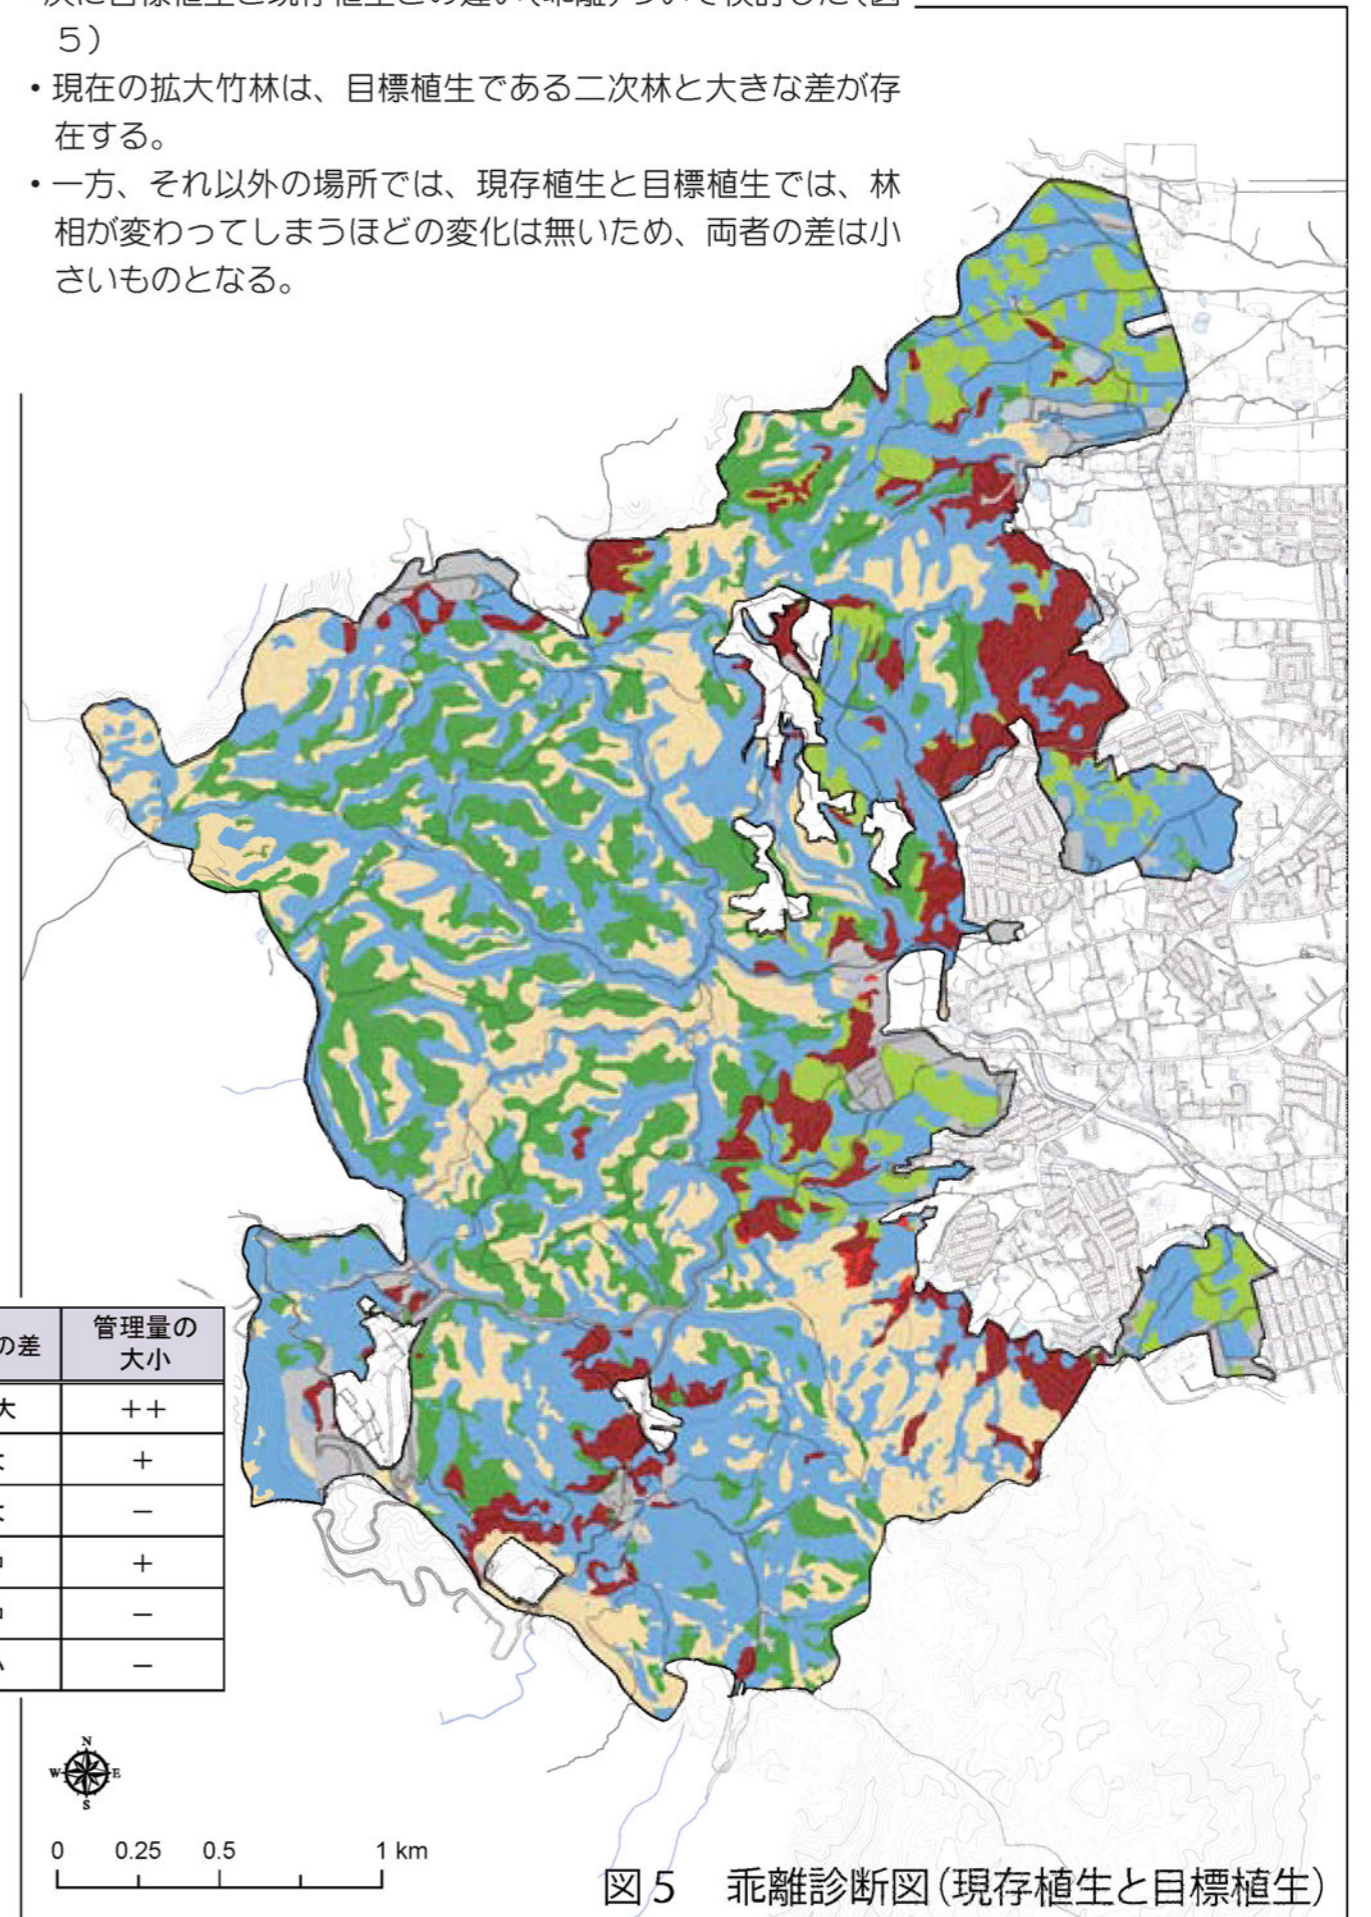 ５）
・現在の拡大竹林は、目標植生である二次林と大きな差が存
在する。
・一方、それ以外の場所では、現存植生と目標植生では、林
相が変わってしまうほどの変化は無いため、両者の差は小
さいものとなる。
の差
管理量の
大小
大
＋＋
＋
－
＋
－
－
N
W
E
S
0 0.25 0.5 1 km
図５　乖離診断図（現存植生と目標植生）